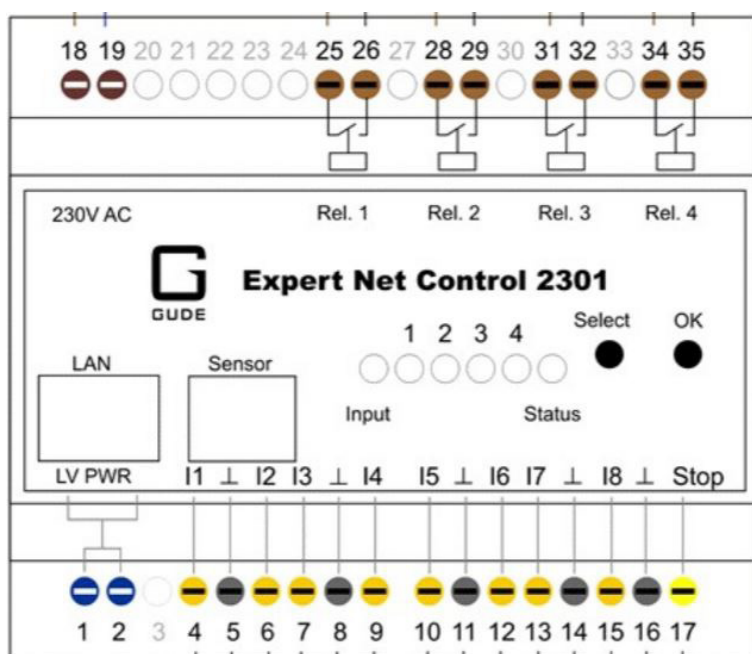 18 19 20 21 22 23 24 25 26 27 28 29 30 31 32 33 34 35
230V AC Rel. 1 Rel. 2 Rel. 3 Rel. 4
GUDE
Expert Net Control 2301
Select OK
1 2 3 4
LAN Sensor
Input Status
LV PWR I1 ⊥ I2 I3 ⊥ I4 I5 ⊥ I6 I7 ⊥ I8 ⊥ Stop
1 2 3 4 5 6 7 8 9 10 11 12 13 14 15 16 17